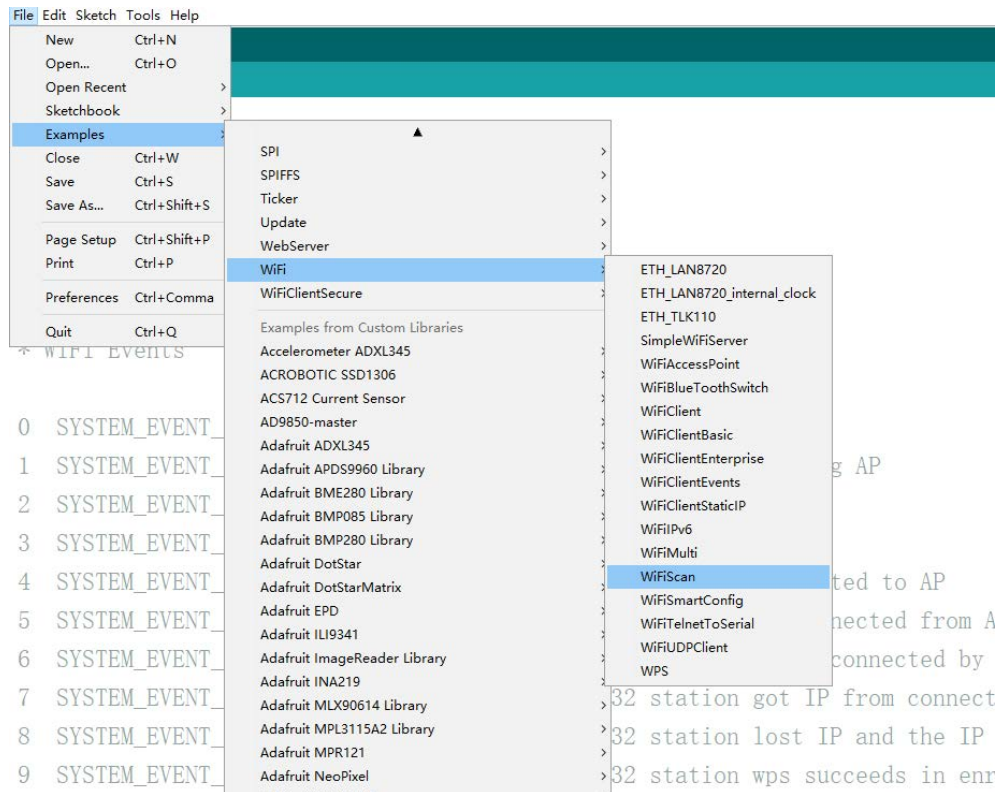 File Edit Sketch Tools Help
New Ctrl+N
Open... Ctrl+O
Open Recent
Sketchbook
Examples
Close Ctrl+W
Save Ctrl+S
Save As... Ctrl+Shift+S
Page Setup Ctrl+Shift+P
Print Ctrl+P
Preferences Ctrl+Comma
Quit Ctrl+Q
SPI
SPIFFS
Ticker
Update
WebServer
WiFi
WiFiClientSecure
Examples from Custom Libraries
Accelerometer ADXL345
ACROBOTIC SSD1306
ACS712 Current Sensor
AD9850-master
Adafruit ADXL345
Adafruit APDS9960 Library
Adafruit BME280 Library
Adafruit BMP085 Library
Adafruit BMP280 Library
Adafruit DotStar
Adafruit DotStarMatrix
Adafruit EPD
Adafruit ILI9341
Adafruit ImageReader Library
Adafruit INA219
Adafruit MLX90614 Library
Adafruit MPL3115A2 Library
Adafruit MPR121
Adafruit NeoPixel
ETH_LAN8720
ETH_LAN8720_internal_clock
ETH_TLK110
SimpleWiFiServer
WiFiAccessPoint
WiFiBlueToothSwitch
WiFiClient
WiFiClientBasic
WiFiClientEnterprise
WiFiClientEvents
WiFiClientStaticIP
WiFiIPv6
WiFiMulti
WiFiScan
WiFiSmartConfig
WiFiTelnetToSerial
WiFiUDPClient
WPS
* WiFi Events
0 SYSTEM_EVENT_
1 SYSTEM_EVENT_ g AP
2 SYSTEM_EVENT_
3 SYSTEM_EVENT_
4 SYSTEM_EVENT_ ted to AP
5 SYSTEM_EVENT_ nected from A
6 SYSTEM_EVENT_ connected by
7 SYSTEM_EVENT_ 32 station got IP from connect
8 SYSTEM_EVENT_ 32 station lost IP and the IP
9 SYSTEM_EVENT_ 32 station wps succeeds in enr